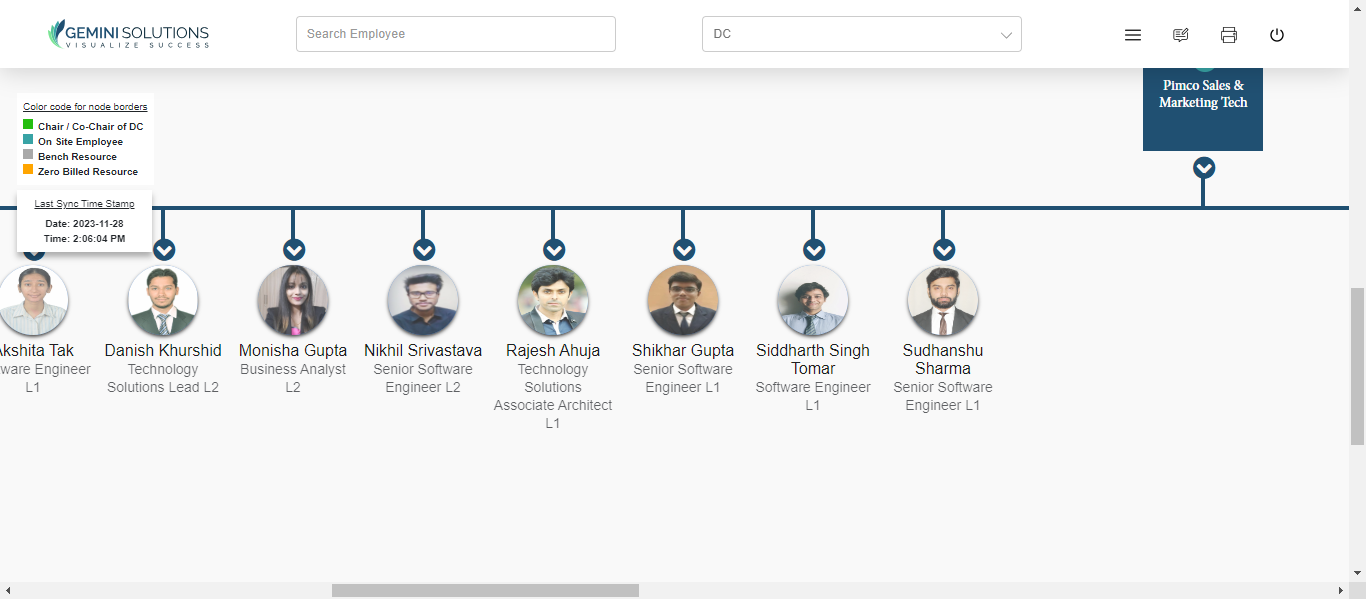 GEMINI SOLUTIONS
VISUALIZE SUCCESS
Search Employee
DC
Pimco Sales &
Marketing Tech
Color code for node borders
Chair / Co-Chair of DC
On Site Employee
Bench Resource
Zero Billed Resource
Last Sync Time Stamp
Date: 2023-11-28
Time: 2:06:04 PM
Akshita Tak
ware Engineer
L1
Danish Khurshid
Technology
Solutions Lead L2
Monisha Gupta
Business Analyst
L2
Nikhil Srivastava
Senior Software
Engineer L2
Rajesh Ahuja
Technology
Solutions
Associate Architect
L1
Shikhar Gupta
Senior Software
Engineer L1
Siddharth Singh
Tomar
Software Engineer
L1
Sudhanshu
Sharma
Senior Software
Engineer L1